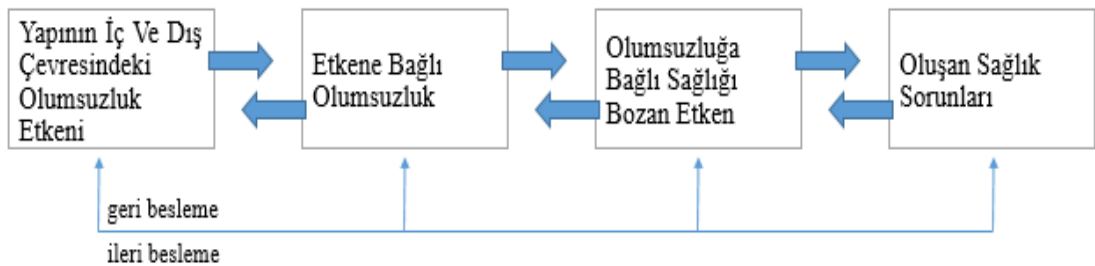 Yapının İç Ve Dış
Çevresindeki
Olumsuzluk
Etkeni
Etkene Bağlı
Olumsuzluk
Olumsuzluğa
Bağlı Sağlığı
Bozan Etken
Oluşan Sağlık
Sorunları
geri besleme
ileri besleme